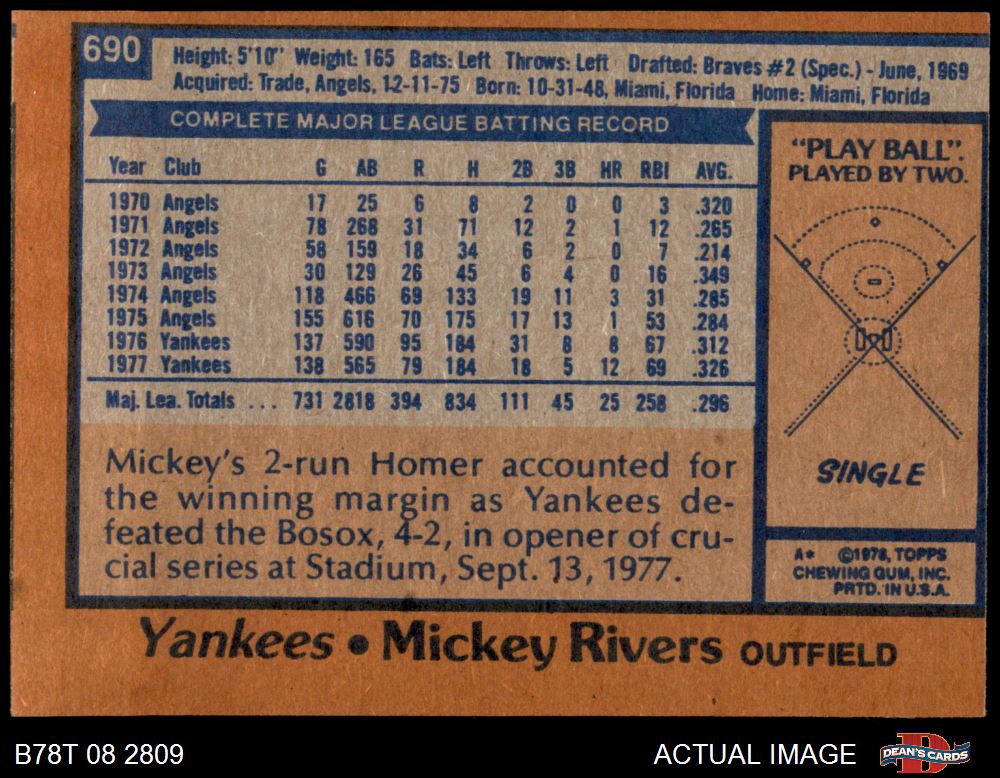 690
Height: 5'10" Weight: 165 Bats: Left Throws: Left Drafted: Braves #2 (Spec.) - June, 1969
Acquired: Trade, Angels, 12-11-75 Born: 10-31-48, Miami, Florida Home: Miami, Florida
COMPLETE MAJOR LEAGUE BATTING RECORD
Year Club G AB R H 2B 3B HR RBI AVG.
1970 Angels 17 25 6 8 2 0 0 3 .320
1971 Angels 78 268 31 71 12 2 1 12 .265
1972 Angels 58 159 18 34 6 2 0 7 .214
1973 Angels 30 129 26 45 6 4 0 16 .349
1974 Angels 118 466 69 133 19 11 3 31 .285
1975 Angels 155 616 70 175 17 13 1 53 .284
1976 Yankees 137 590 95 184 31 8 8 67 .312
1977 Yankees 138 565 79 184 18 5 12 69 .326
Maj. Lea. Totals ... 731 2818 394 834 111 45 25 258 .296
Mickey's 2-run Homer accounted for
the winning margin as Yankees de-
feated the Bosox, 4-2, in opener of cru-
cial series at Stadium, Sept. 13, 1977.
"PLAY BALL".
PLAYED BY TWO.
SINGLE
A* ©1978, TOPPS
CHEWING GUM, INC.
PRTD. IN U.S.A.
Yankees • Mickey Rivers OUTFIELD
B78T 08 2809
ACTUAL IMAGE
D
DEAN'S CARDS